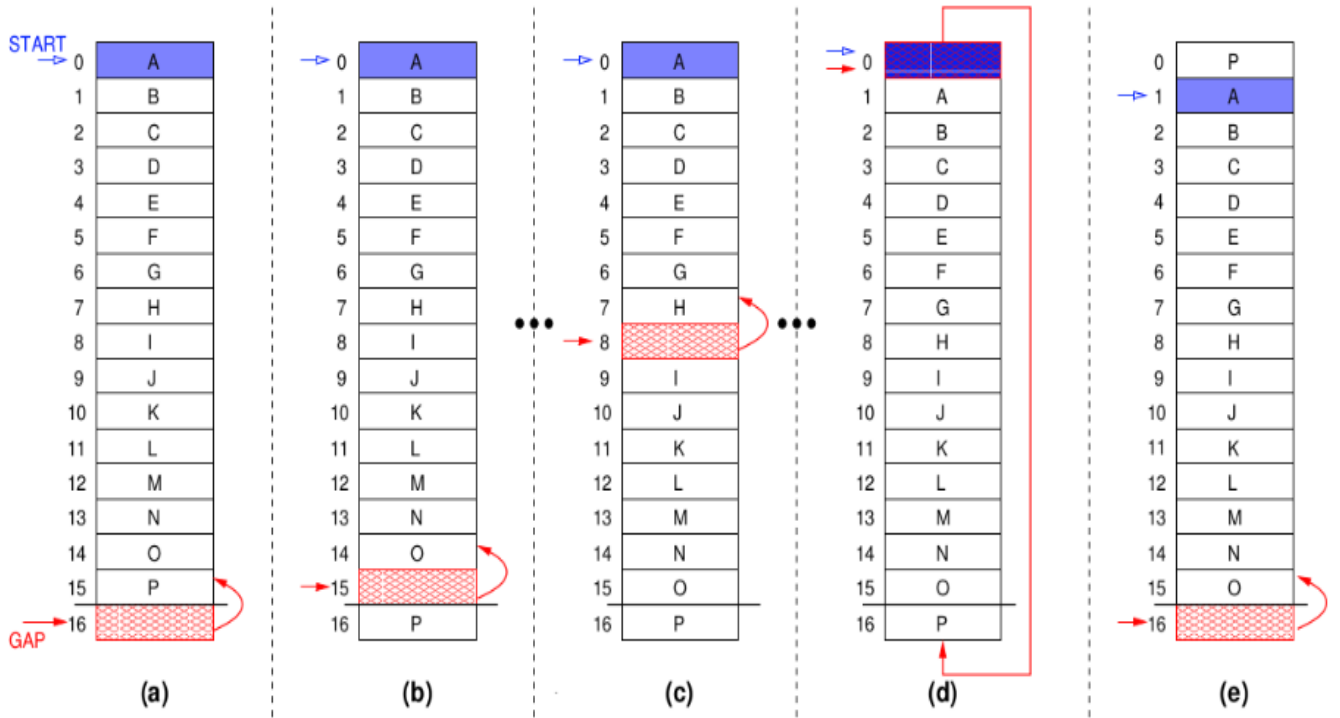 START
0 A
1 B
2 C
3 D
4 E
5 F
6 G
7 H
8 I
9 J
10 K
11 L
12 M
13 N
14 O
15 P
16
GAP
(a)
0 A
1 B
2 C
3 D
4 E
5 F
6 G
7 H
8 I
9 J
10 K
11 L
12 M
13 N
14 O
15
16 P
(b)
•••
0 A
1 B
2 C
3 D
4 E
5 F
6 G
7 H
8
9 I
10 J
11 K
12 L
13 M
14 N
15 O
16 P
(c)
•••
0
1 A
2 B
3 C
4 D
5 E
6 F
7 G
8 H
9 I
10 J
11 K
12 L
13 M
14 N
15 O
16 P
(d)
0 P
1 A
2 B
3 C
4 D
5 E
6 F
7 G
8 H
9 I
10 J
11 K
12 L
13 M
14 N
15 O
16
(e)